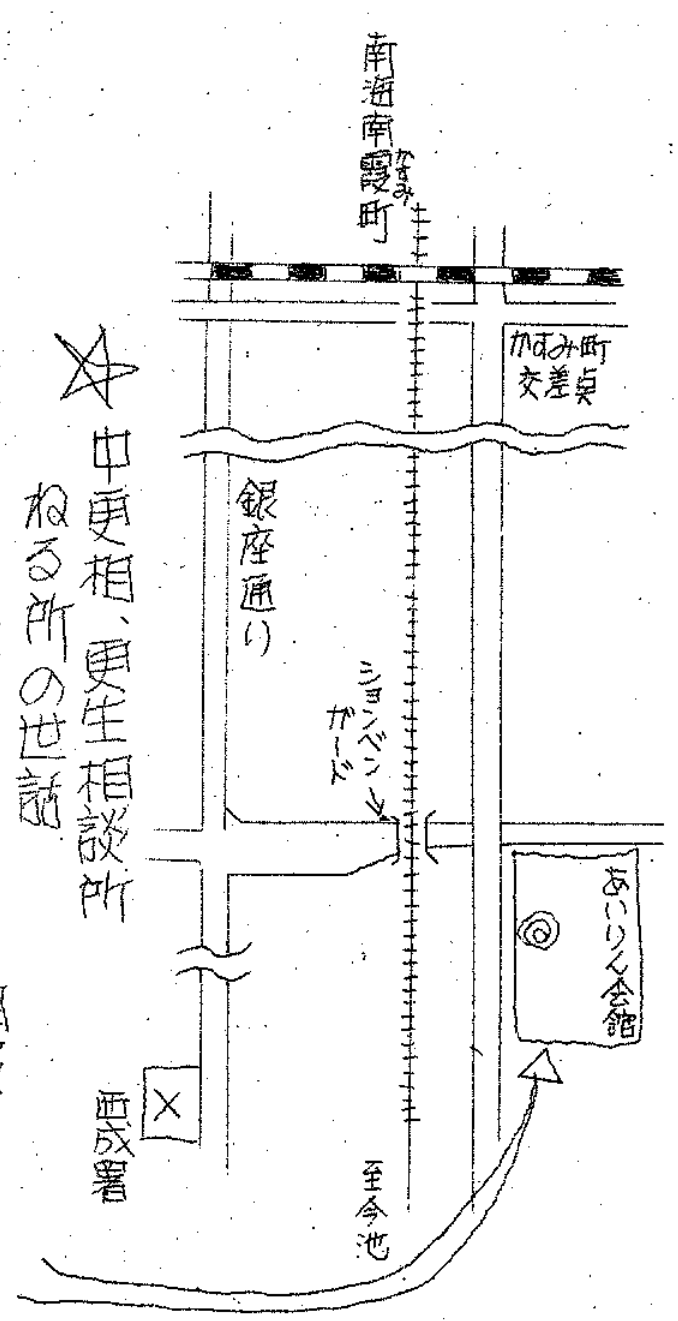 南海南霞町
かすみ
かすみ町
交差点
銀座通り
ションベン
ガード
☆ 中更相、更生相談所
ねる所の世話
あいりん会館
西成署
至今池